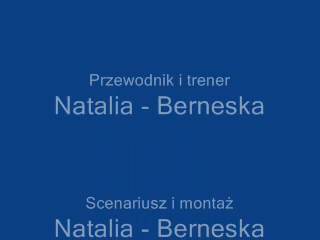 Przewodnik i trener
Natalia - Berneska
Scenariusz i montaż
Natalia - Berneska